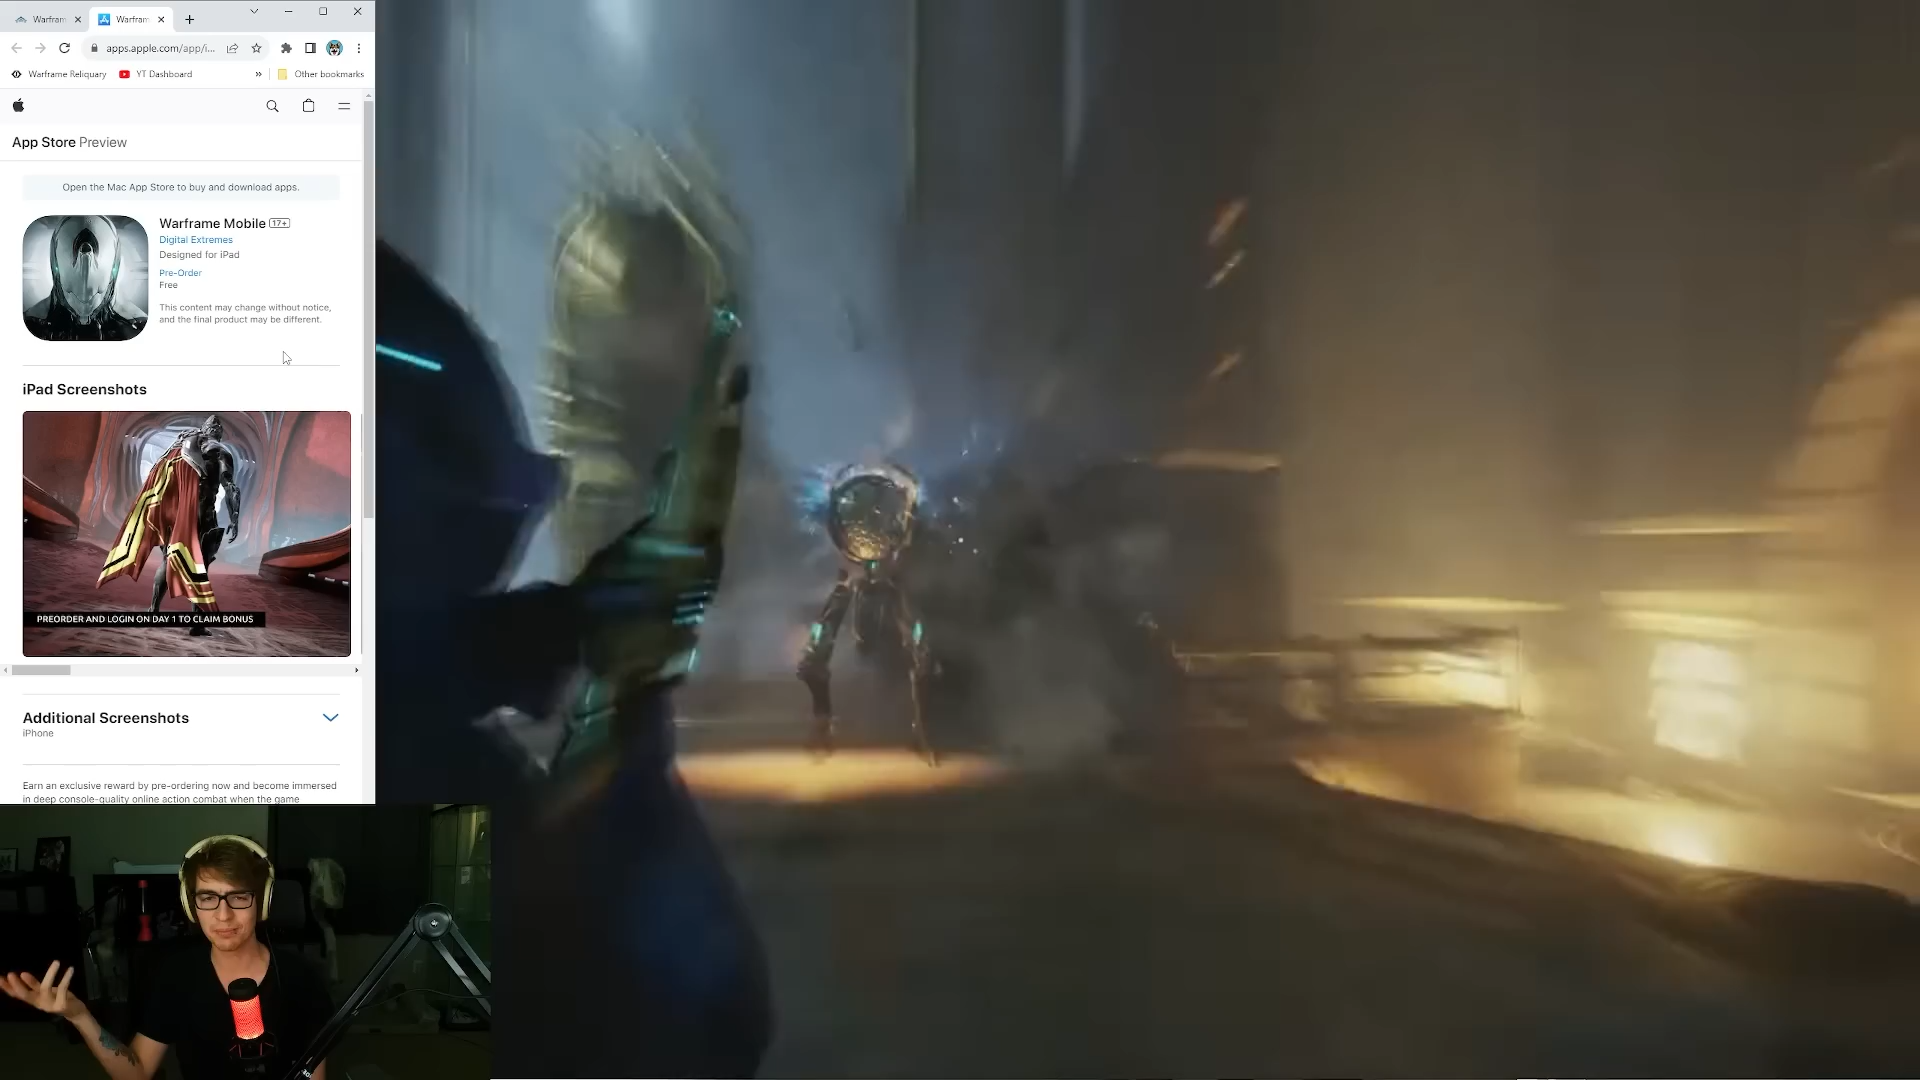 Warfram
Warfram
apps.apple.com/app/i...
Warframe Reliquary
YT Dashboard
»
Other bookmarks
App Store Preview
Open the Mac App Store to buy and download apps.
Warframe Mobile 17+
Digital Extremes
Designed for iPad
Pre-Order
Free
This content may change without notice,
and the final product may be different.
iPad Screenshots
PREORDER AND LOGIN ON DAY 1 TO CLAIM BONUS
Additional Screenshots
iPhone
Earn an exclusive reward by pre-ordering now and become immersed
in deep console-quality online action combat when the game